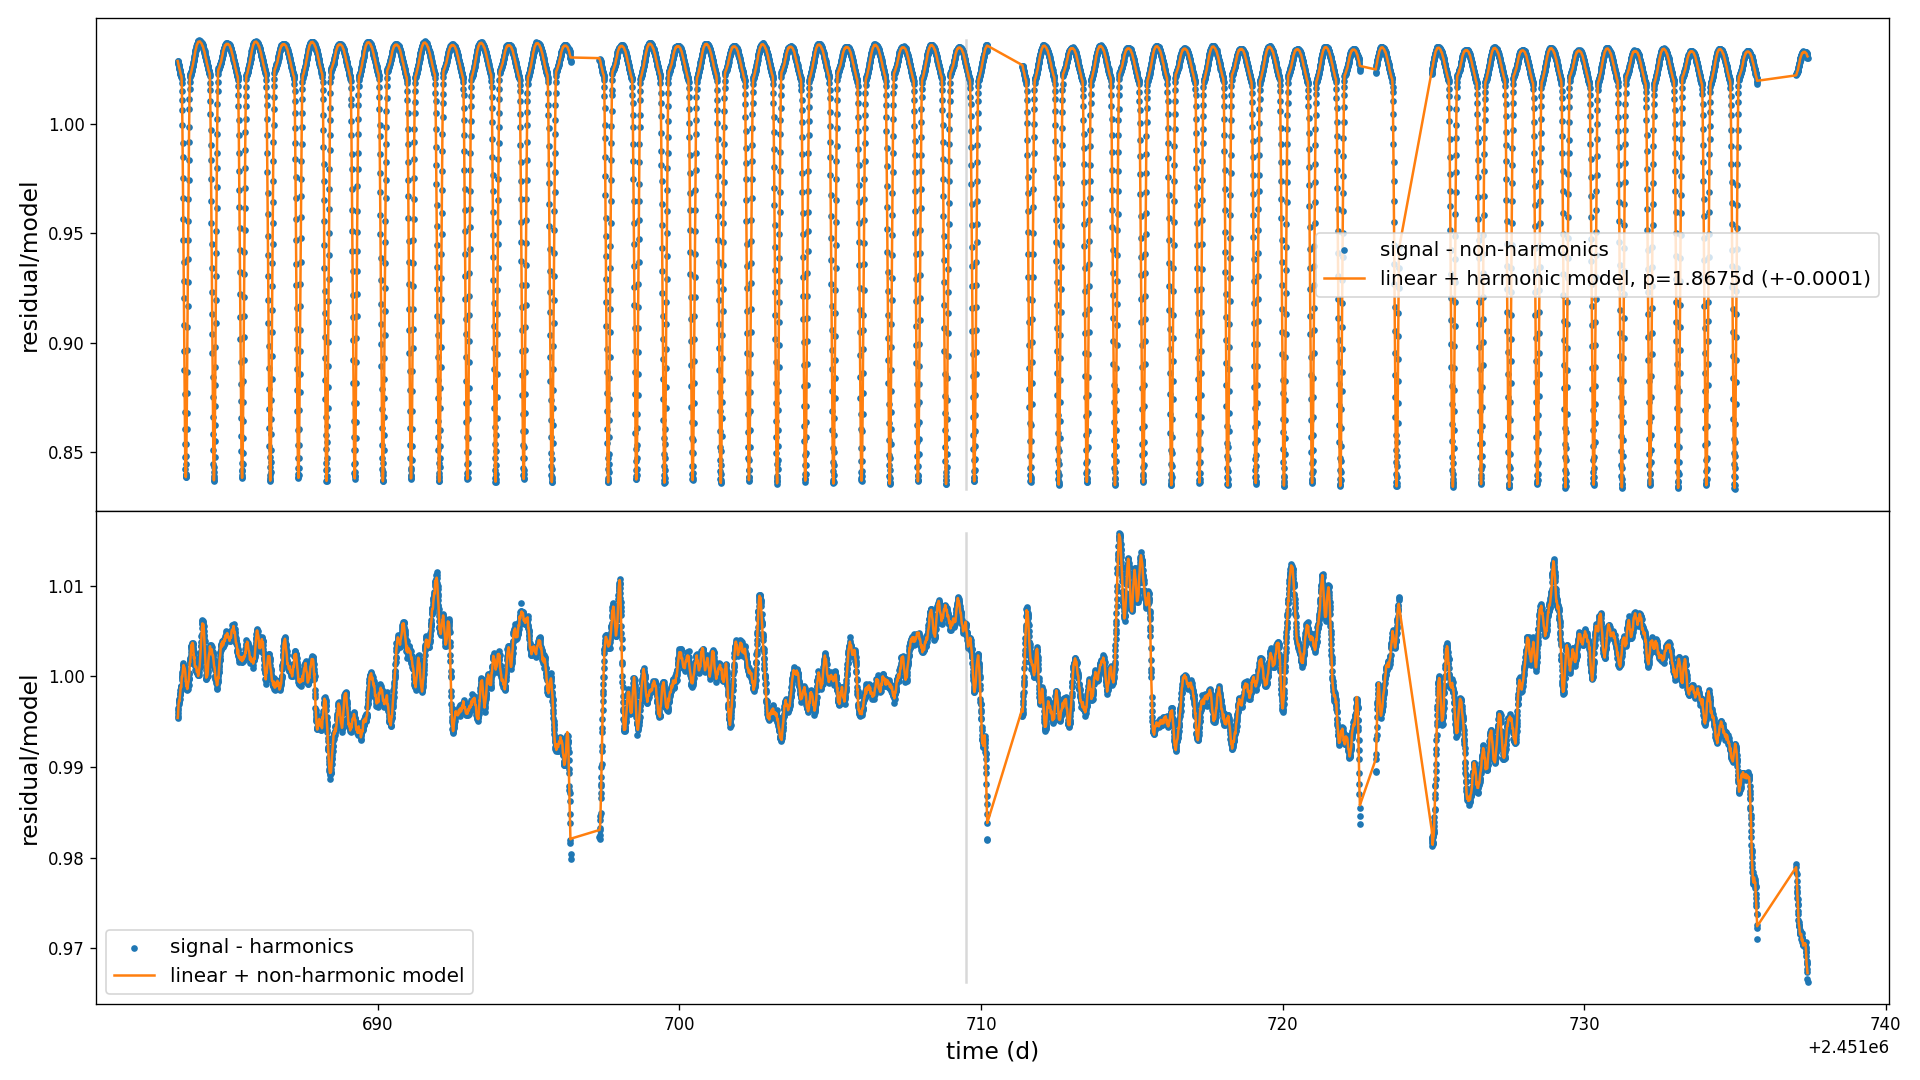 1.00
0.95
0.90
0.85
residual/model
signal - non-harmonics
linear + harmonic model, p=1.8675d (+-0.0001)
1.01
1.00
0.99
0.98
0.97
residual/model
signal - harmonics
linear + non-harmonic model
690
700
710
720
730
740
time (d)
+2.451e6